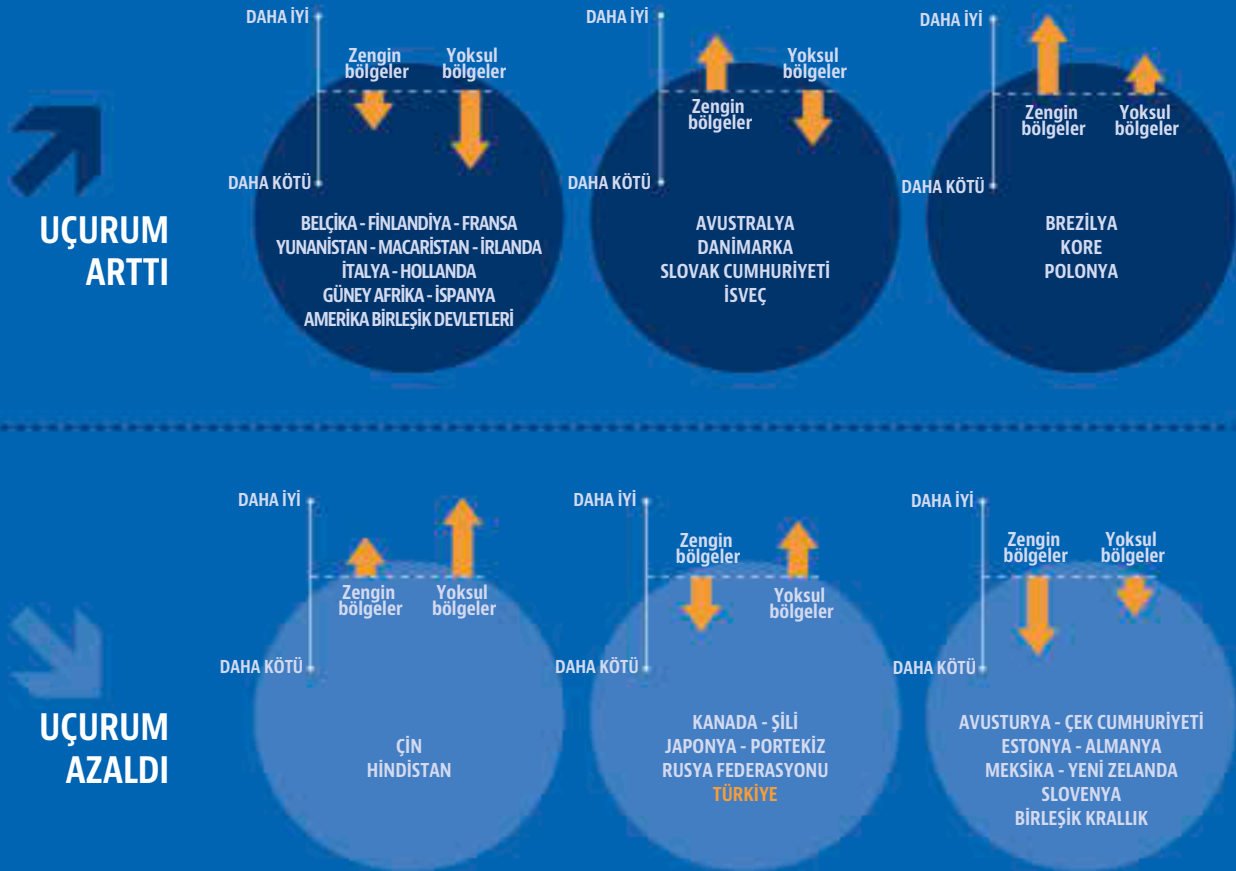 DAHA İYİ
Zengin
bölgeler
Yoksul
bölgeler
DAHA KÖTÜ
BELÇİKA - FİNLANDİYA - FRANSA
YUNANİSTAN - MACARİSTAN - İRLANDA
İTALYA - HOLLANDA
GÜNEY AFRİKA - İSPANYA
AMERİKA BİRLEŞİK DEVLETLERİ
DAHA İYİ
Zengin
bölgeler
Yoksul
bölgeler
DAHA KÖTÜ
AVUSTRALYA
DANİMARKA
SLOVAK CUMHURİYETİ
İSVEÇ
DAHA İYİ
Zengin
bölgeler
Yoksul
bölgeler
DAHA KÖTÜ
BREZİLYA
KORE
POLONYA
UÇURUM
ARTTI
DAHA İYİ
Zengin
bölgeler
Yoksul
bölgeler
DAHA KÖTÜ
ÇİN
HİNDİSTAN
DAHA İYİ
Zengin
bölgeler
Yoksul
bölgeler
DAHA KÖTÜ
KANADA - ŞİLİ
JAPONYA - PORTEKİZ
RUSYA FEDERASYONU
TÜRKİYE
DAHA İYİ
Zengin
bölgeler
Yoksul
bölgeler
DAHA KÖTÜ
AVUSTURYA - ÇEK CUMHURİYETİ
ESTONYA - ALMANYA
MEKSİKA - YENİ ZELANDA
SLOVENYA
BİRLEŞİK KRALLIK
UÇURUM
AZALDI